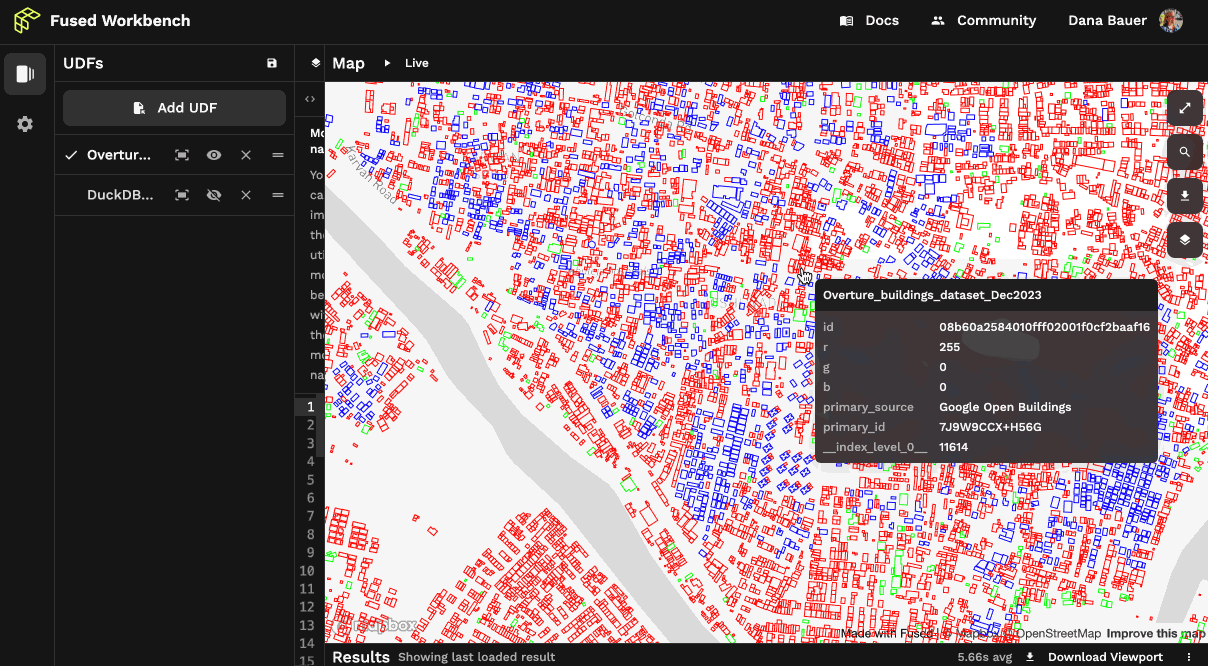 Fused Workbench
Docs
Community
Dana Bauer
UDFs
Map
Live
Add UDF
Overtur...
DuckDB...
Mo
na
Yo
ca
im
the
uti
mo
be
wi
the
mo
na
1
2
3
4
5
6
7
8
9
10
11
12
13
14
15
Overture_buildings_dataset_Dec2023
id 08b60a2584010fff02001f0cf2baaf16
r 255
g 0
b 0
primary_source Google Open Buildings
primary_id 7J9W9CCX+H56G
__index_level_0__ 11614
mapbox
Made with Fused | © Mapbox © OpenStreetMap Improve this map
Results Showing last loaded result
5.66s avg
Download Viewport